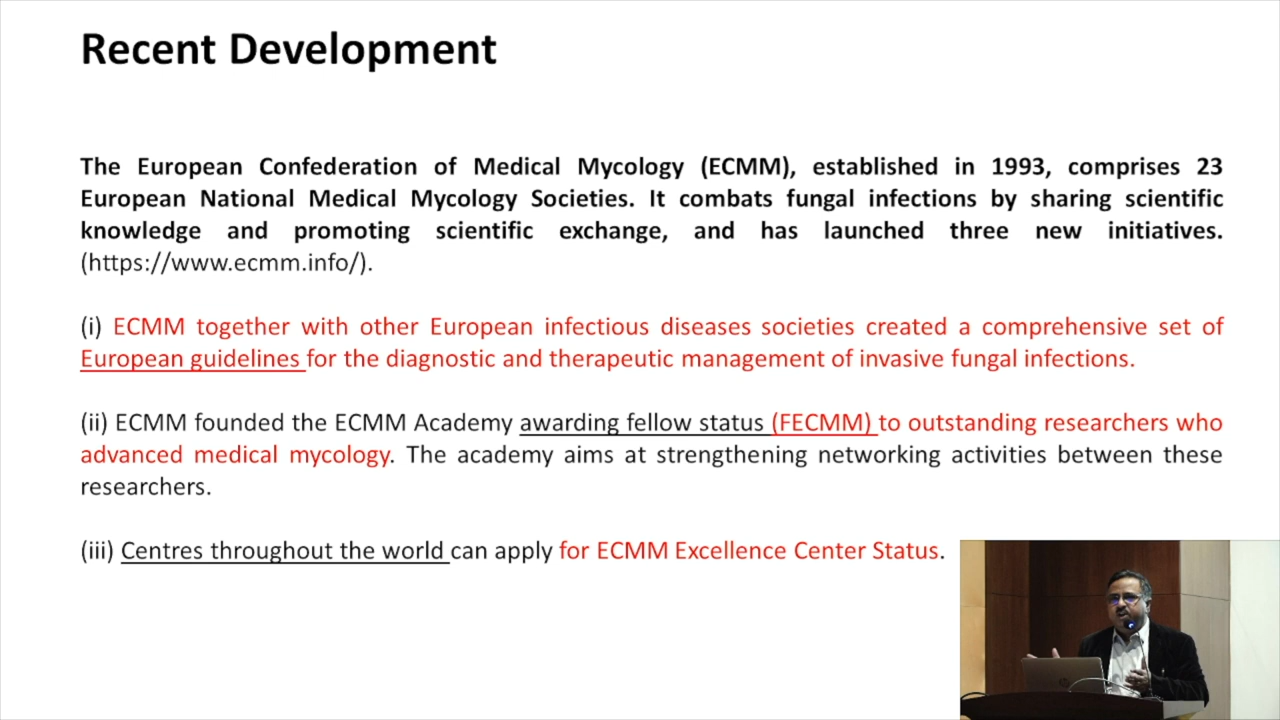 Recent Development
The European Confederation of Medical Mycology (ECMM), established in 1993, comprises 23
European National Medical Mycology Societies. It combats fungal infections by sharing scientific
knowledge and promoting scientific exchange, and has launched three new initiatives.
(https://www.ecmm.info/).
(i) ECMM together with other European infectious diseases societies created a comprehensive set of
European guidelines for the diagnostic and therapeutic management of invasive fungal infections.
(ii) ECMM founded the ECMM Academy awarding fellow status (FECMM) to outstanding researchers who
advanced medical mycology. The academy aims at strengthening networking activities between these
researchers.
(iii) Centres throughout the world can apply for ECMM Excellence Center Status.